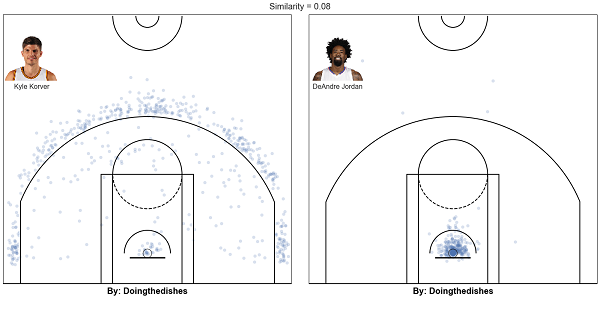 Similarity = 0.08
Kyle Korver
DeAndre Jordan
By: Doingthedishes
By: Doingthedishes